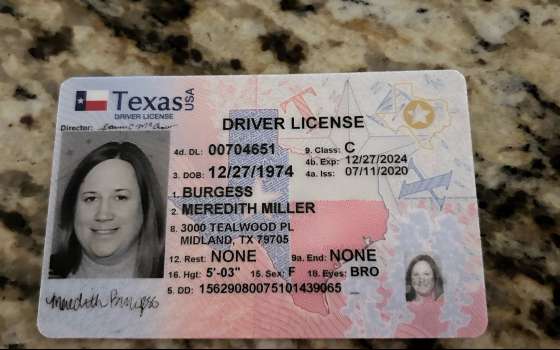 Texas USA
DRIVER LICENSE
Director:
DRIVER LICENSE
4d. DL: 00704651 9. Class: C
4b. Exp: 12/27/2024
3. DOB: 12/27/1974 4a. Iss: 07/11/2020
1. BURGESS
2. MEREDITH MILLER
8. 3000 TEALWOOD PL
MIDLAND, TX 79705
12. Rest: NONE 9a. End: NONE
16. Hgt: 5'-03" 15. Sex: F 18. Eyes: BRO
5. DD: 15629080075101439065
Meredith Burgess